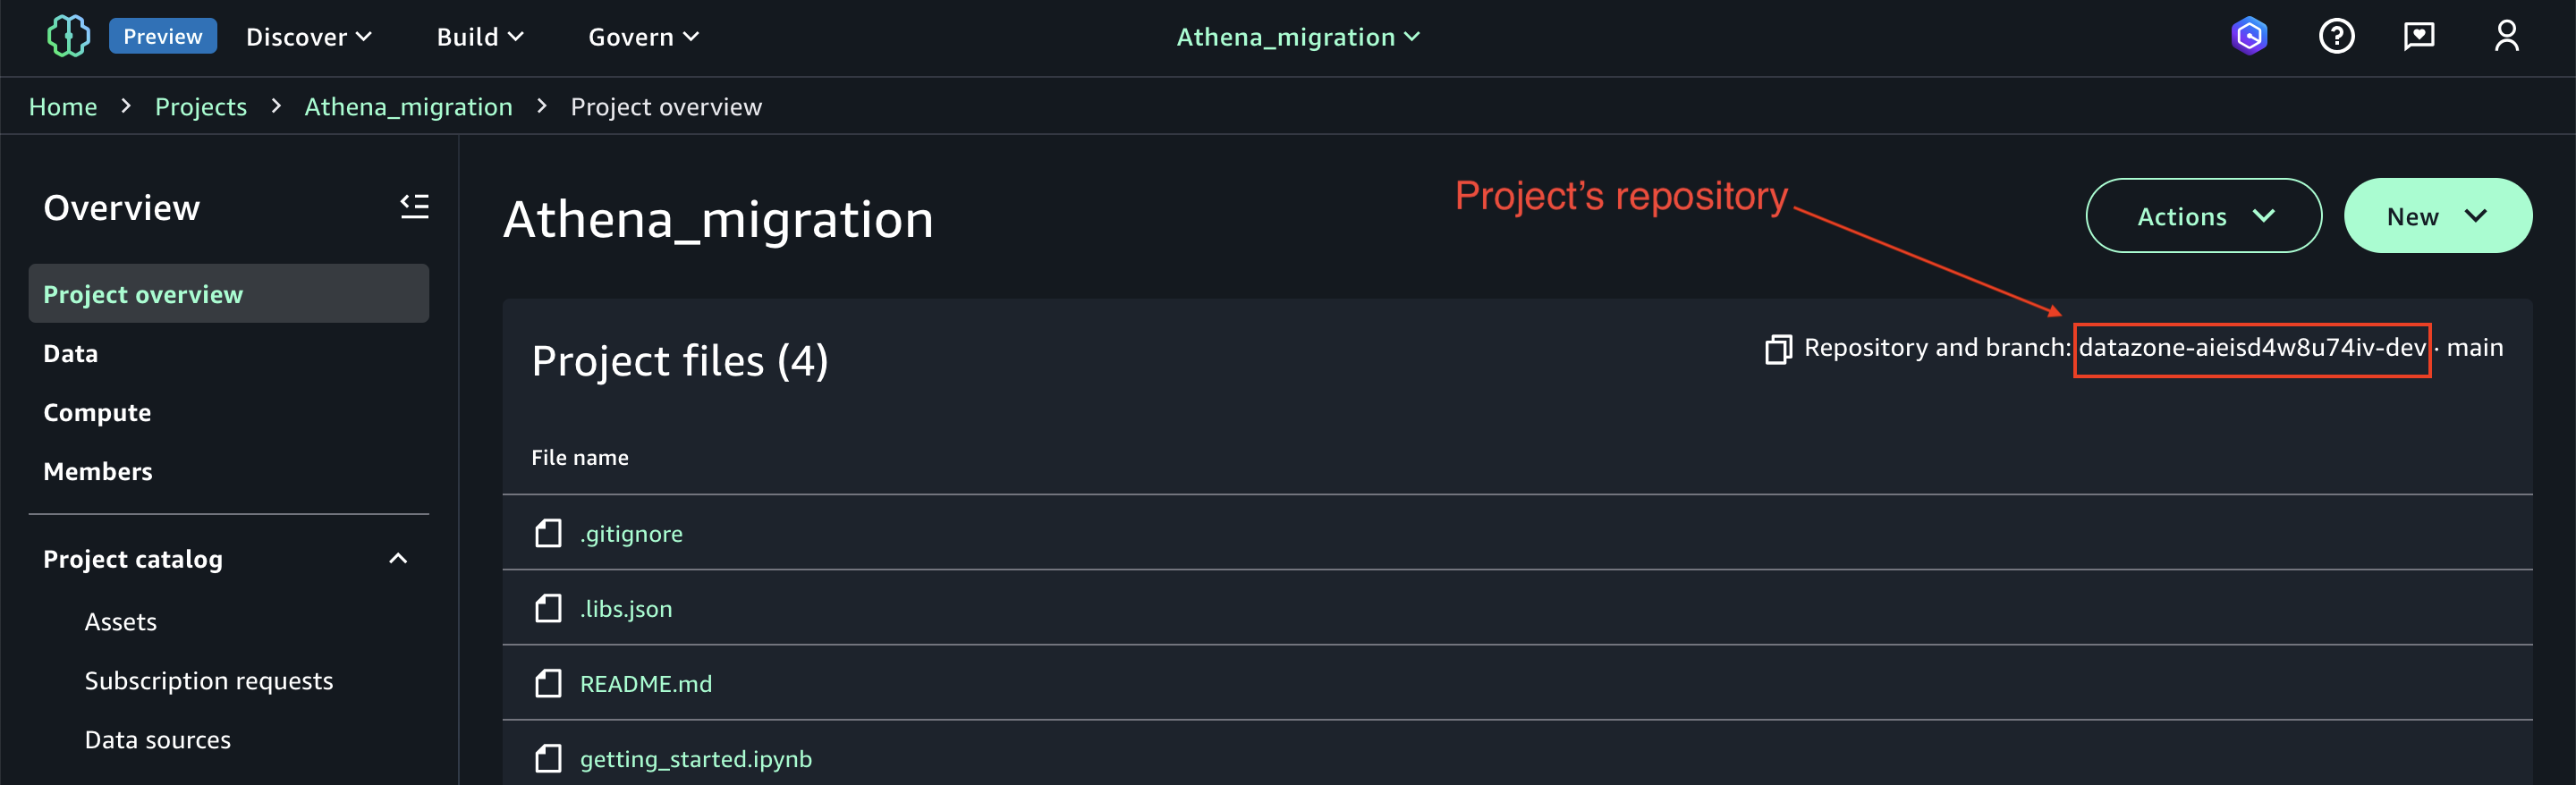 Preview Discover Build Govern Athena_migration
Home > Projects > Athena_migration > Project overview
Overview
Project overview
Data
Compute
Members
Project catalog
Assets
Subscription requests
Data sources
Athena_migration
Project’s repository
Actions
New
Project files (4)
Repository and branch: datazone-aieisd4w8u74iv-dev · main
File name
.gitignore
.libs.json
README.md
getting_started.ipynb